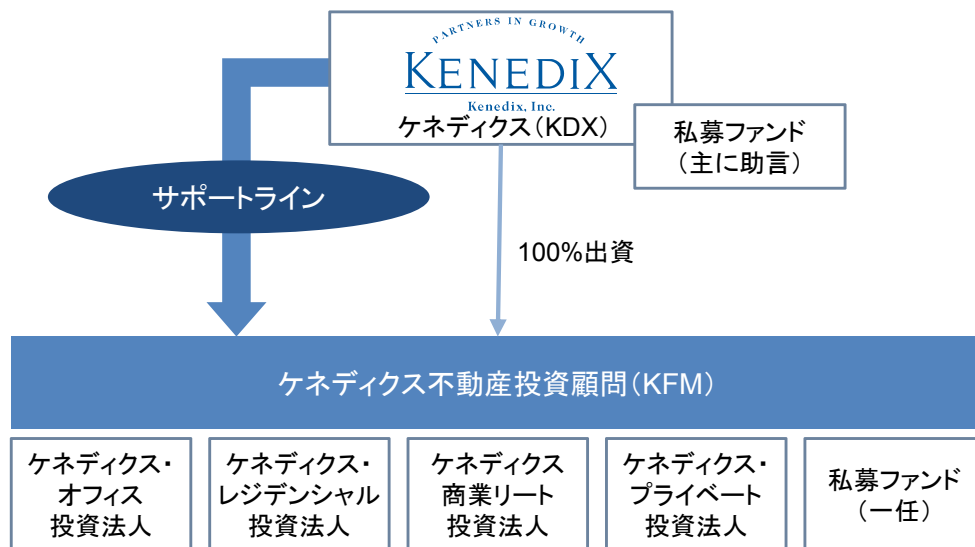 PARTNERS IN GROWTH
KENEDIX
Kenedix, Inc.
ケネディクス（KDX）
私募ファンド
（主に助言）
サポートライン
100%出資
ケネディクス不動産投資顧問（KFM）
ケネディクス・
オフィス
投資法人
ケネディクス・
レジデンシャル
投資法人
ケネディクス
商業リート
投資法人
ケネディクス・
プライベート
投資法人
私募ファンド
（一任）